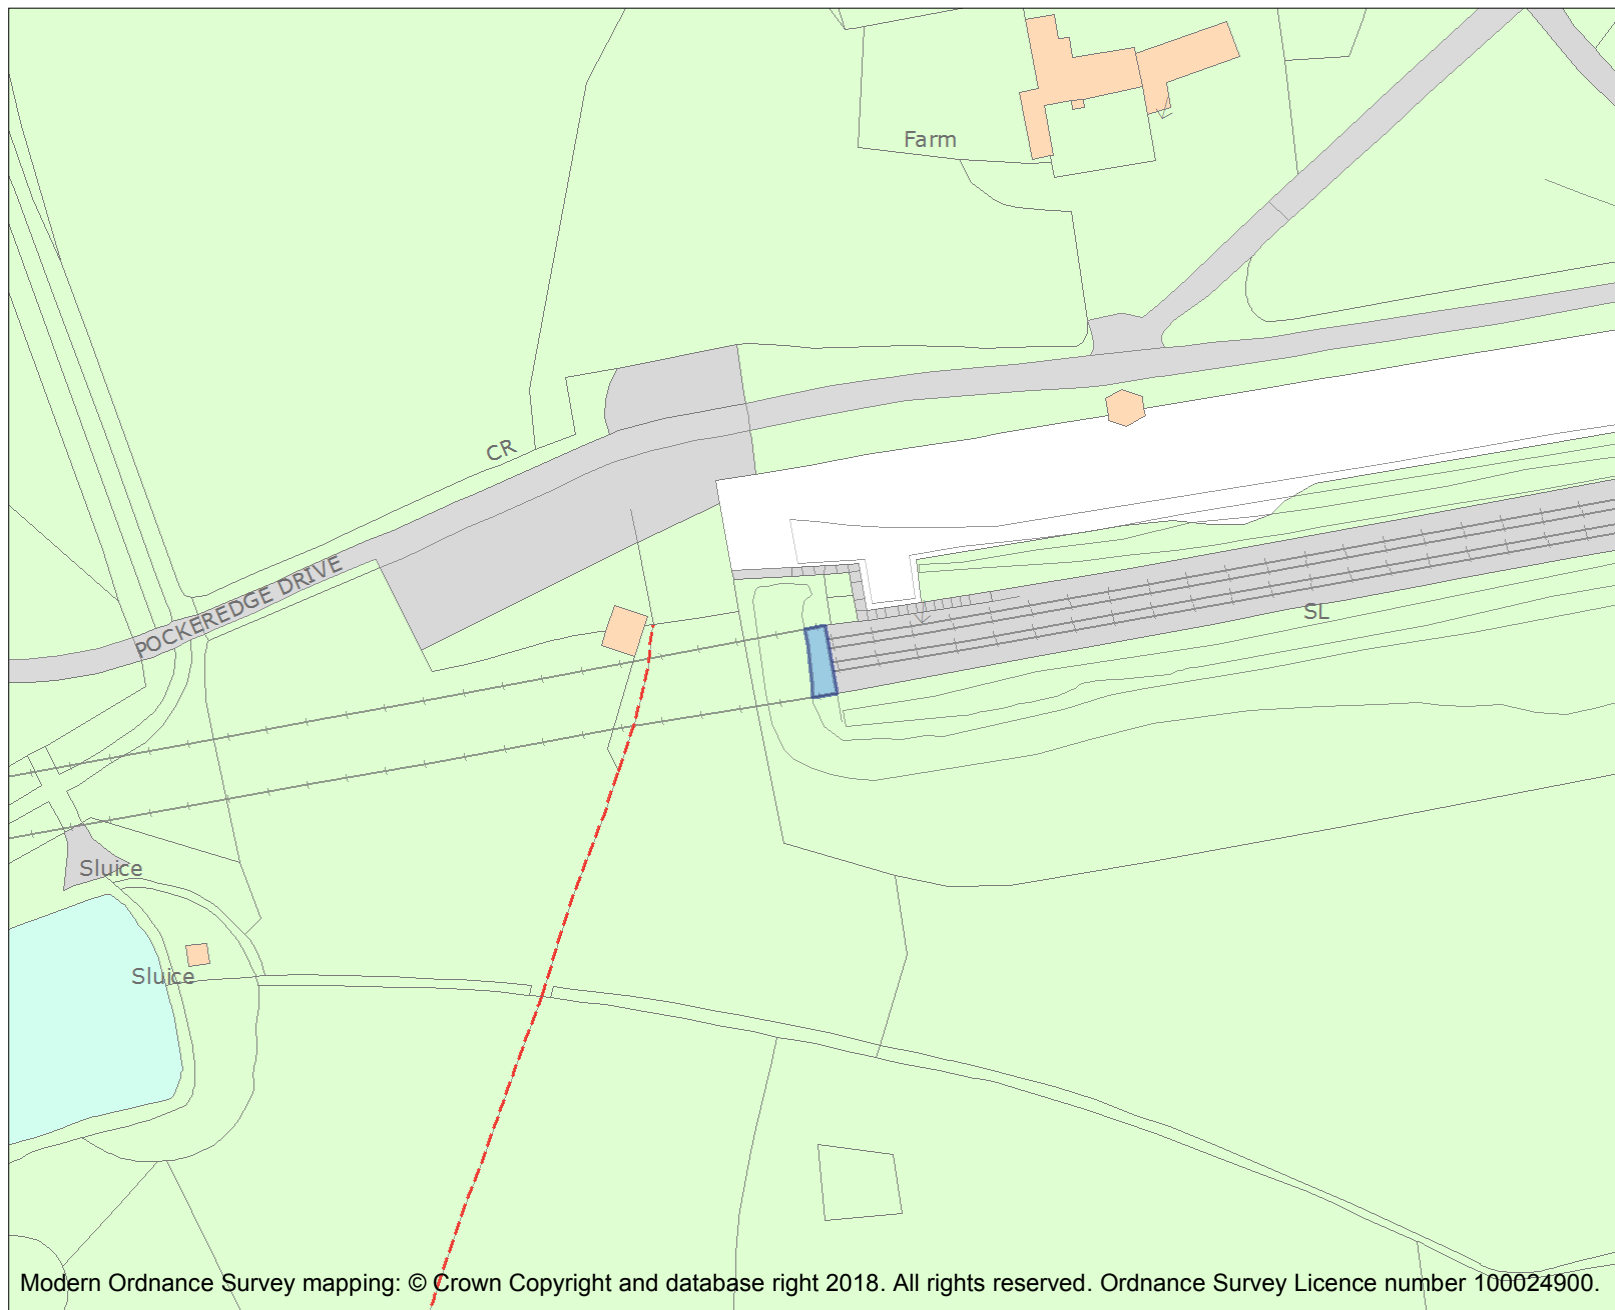 Farm
CR
POCKEREDGE DRIVE
SL
Sluice
Sluice
Modern Ordnance Survey mapping: © Crown Copyright and database right 2018. All rights reserved. Ordnance Survey Licence number 100024900.